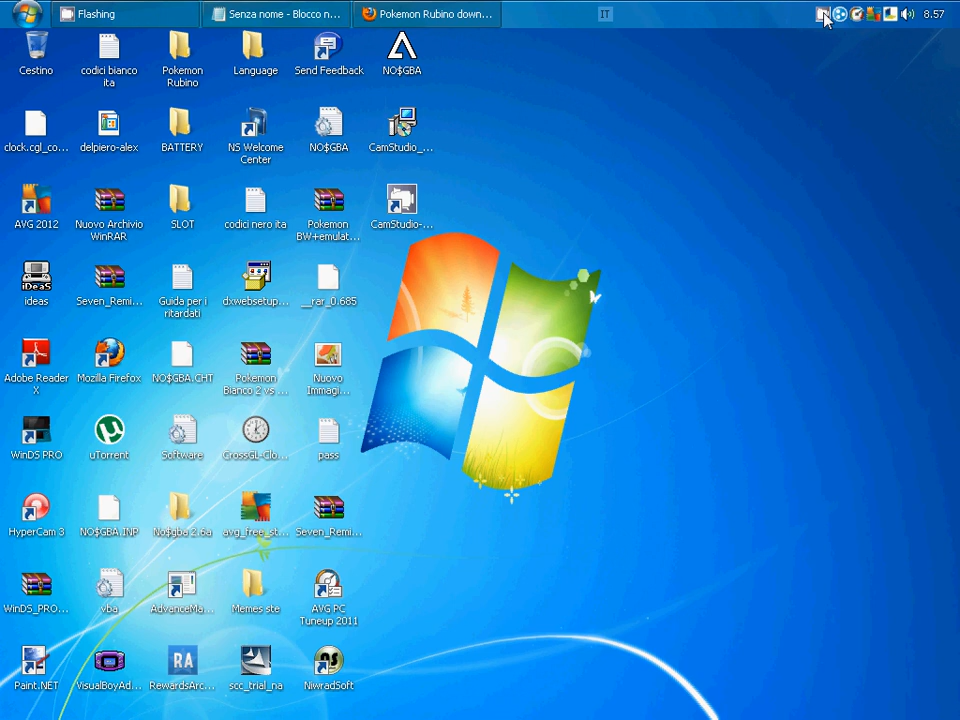 Flashing
Senza nome - Blocco n...
Pokemon Rubino down...
IT
8.57
Cestino
codici bianco
ita
Pokemon
Rubino
Language
Send Feedback
NO$GBA
clock.cgl_co...
delpiero-alex
BATTERY
NS Welcome
Center
NO$GBA
CamStudio_...
AVG 2012
Nuovo Archivio
WinRAR
SLOT
codici nero ita
Pokemon
BW+emulat...
CamStudio-...
iDeaS
ideas
Seven_Remi...
Guida per i
ritardati
dxwebsetup...
__rar_0.685
Adobe Reader
X
Mozilla Firefox
NO$GBA.CHT
Pokemon
Bianco 2 vs ...
Nuovo
Immagi...
WinDS PRO
uTorrent
Software
CrossGL-Clo...
pass
HyperCam 3
NO$GBA.INP
No$gba 2.6a
avg_free_st...
Seven_Remi...
WinDS_PRO...
vba
AdvanceMa...
Memes ste
AVG PC
Tuneup 2011
Paint.NET
VisualBoyAd...
RA
RewardsArc...
scc_trial_na
ns
NiwradSoft